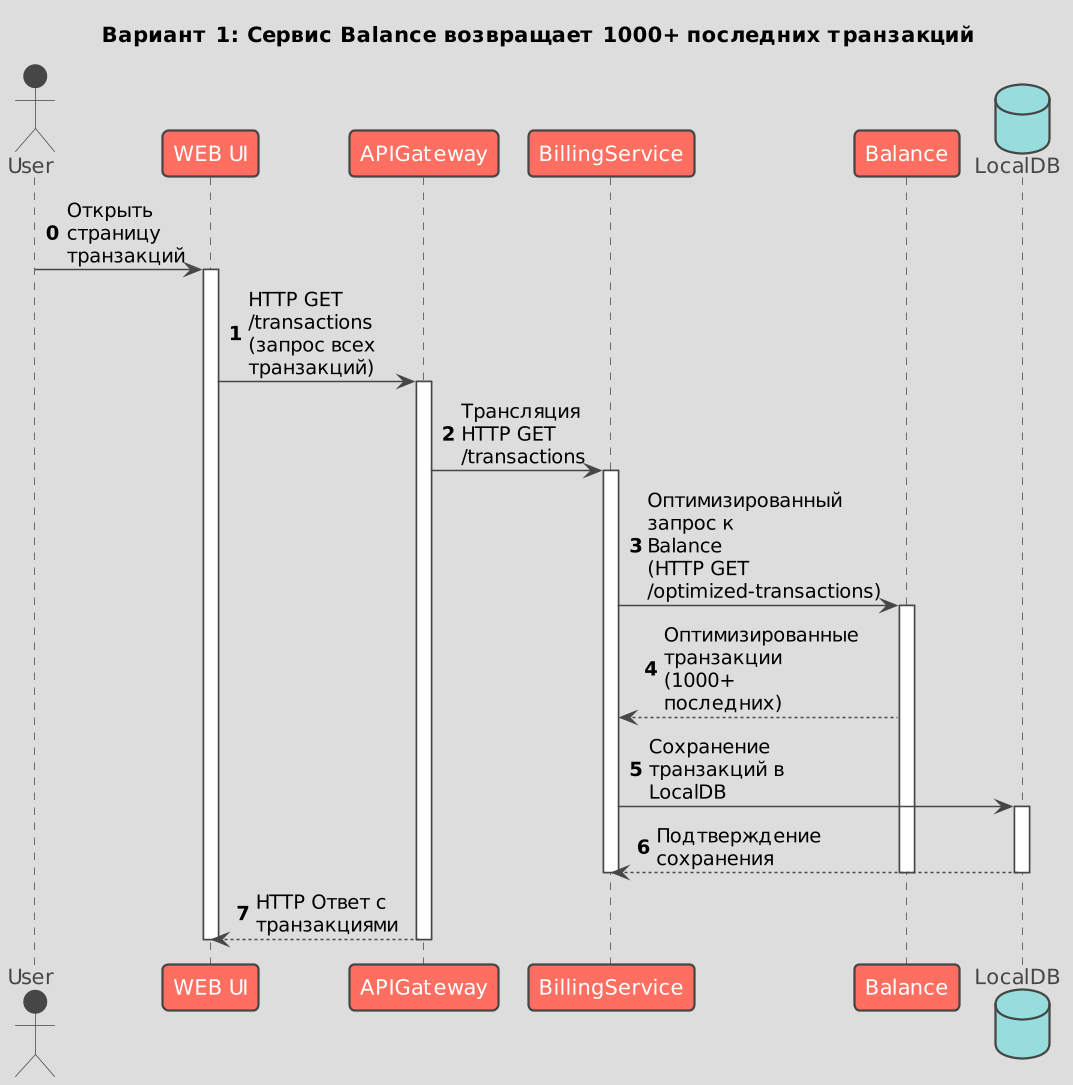 Вариант 1: Сервис Balance возвращает 1000+ последних транзакций
User
WEB UI
APIGateway
BillingService
Balance
LocalDB
0
Открыть
страницу
транзакций
1
HTTP GET
/transactions
(запрос всех
транзакций)
2
Трансляция
HTTP GET
/transactions
3
Оптимизированный
запрос к
Balance
(HTTP GET
/optimized-transactions)
4
Оптимизированные
транзакции
(1000+
последних)
5
Сохранение
транзакций в
LocalDB
6
Подтверждение
сохранения
7
HTTP Ответ с
транзакциями
User
WEB UI
APIGateway
BillingService
Balance
LocalDB